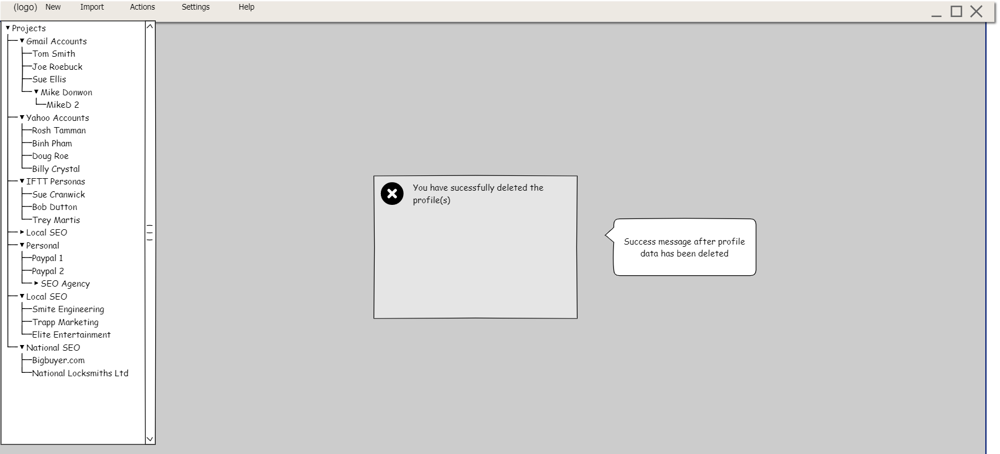 (logo) New Import Actions Settings Help
Projects
Gmail Accounts
Tom Smith
Joe Roebuck
Sue Ellis
Mike Donwon
MikeD 2
Yahoo Accounts
Rosh Tamman
Binh Pham
Doug Roe
Billy Crystal
IFTT Personas
Sue Cranwick
Bob Dutton
Trey Martis
Local SEO
Personal
Paypal 1
Paypal 2
SEO Agency
Local SEO
Smite Engineering
Trapp Marketing
Elite Entertainment
National SEO
Bigbuyer.com
National Locksmiths Ltd
You have sucessfully deleted the
profile(s)
Success message after profile
data has been deleted